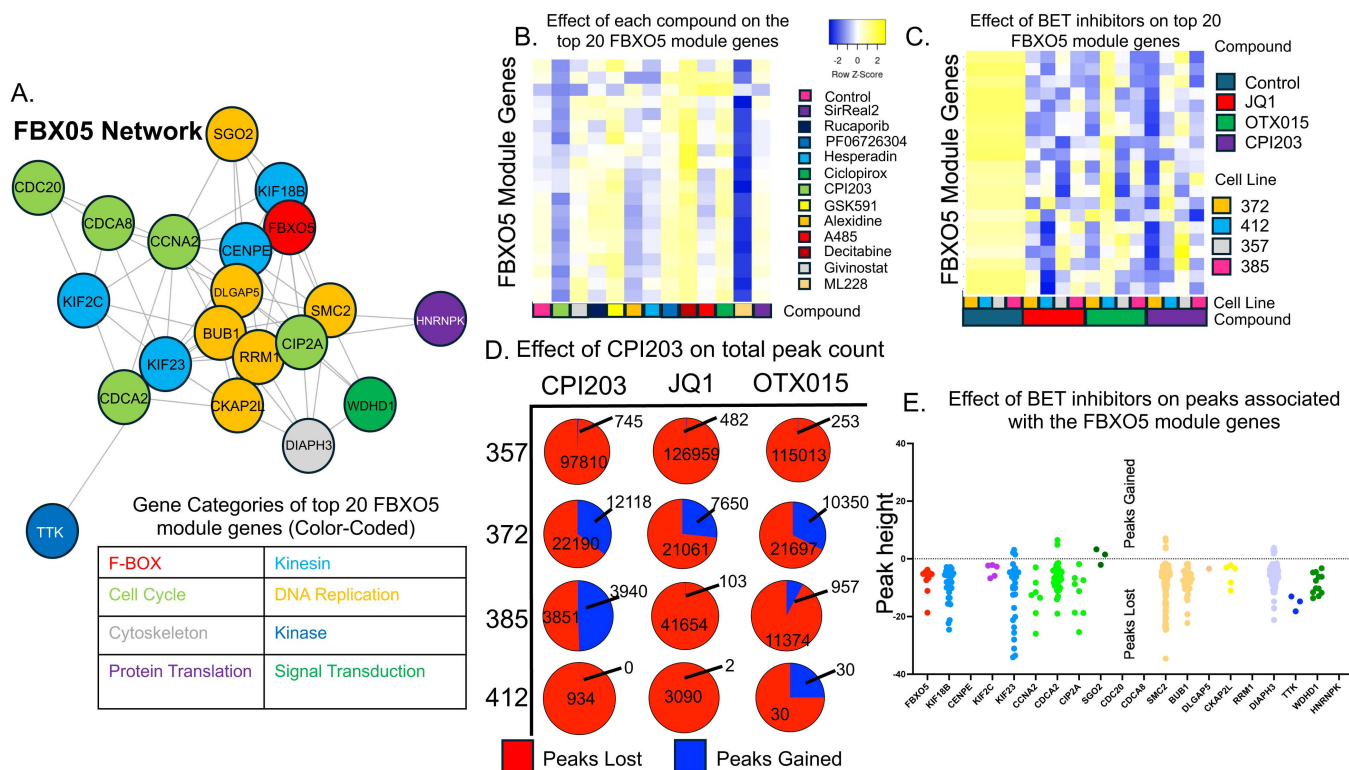 A.
FBX05 Network
SGO2
CDC20
KIF18B
CDCA8
FBXO5
CCNA2
CENPE
DLGAP5
KIF2C
SMC2
HNRNPK
BUB1
CIP2A
RRM1
KIF23
CDCA2
CKAP2L
WDHD1
DIAPH3
TTK
Gene Categories of top 20 FBXO5
module genes (Color-Coded)
F-BOX
Kinesin
Cell Cycle
DNA Replication
Cytoskeleton
Kinase
Protein Translation
Signal Transduction
B.
Effect of each compound on the
top 20 FBXO5 module genes
-2
0
2
Row Z-Score
FBXO5 Module Genes
Control
SirReal2
Rucaporib
PF06726304
Hesperadin
Ciclopirox
CPI203
GSK591
Alexidine
A485
Decitabine
Givinostat
ML228
Compound
C.
Effect of BET inhibitors on top 20
FBXO5 module genes
FBXO5 Module Genes
Compound
Control
JQ1
OTX015
CPI203
Cell Line
372
412
357
385
Cell Line
Compound
D. Effect of CPI203 on total peak count
CPI203 JQ1 OTX015
357
745
97810
482
126959
253
115013
372
12118
22190
7650
21061
10350
21697
385
3940
3851
103
41654
957
11374
412
0
934
2
3090
30
30
Peaks Lost
Peaks Gained
E.
Effect of BET inhibitors on peaks associated
with the FBXO5 module genes
Peak height
40
20
0
-20
-40
Peaks Gained
Peaks Lost
FBXO5
KIF18B
CENPE
KIF2C
KIF23
CCNA2
CDCA2
CIP2A
SGO2
CDC20
CDCA8
SMC2
BUB1
DLGAP5
CKAP2L
RRM1
DIAPH3
TTK
WDHD1
HNRNPK